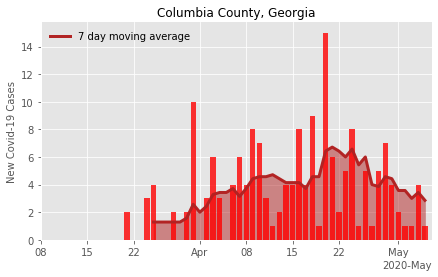 Columbia County, Georgia
7 day moving average
New Covid-19 Cases
14
12
10
8
6
4
2
0
08 15 22 Apr 08 15 22 May
2020-May